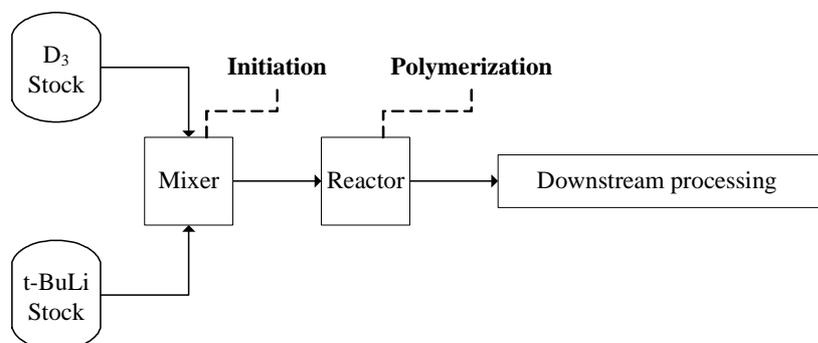 D₃
Stock
Initiation
Polymerization
Mixer
Reactor
Downstream processing
t-BuLi
Stock